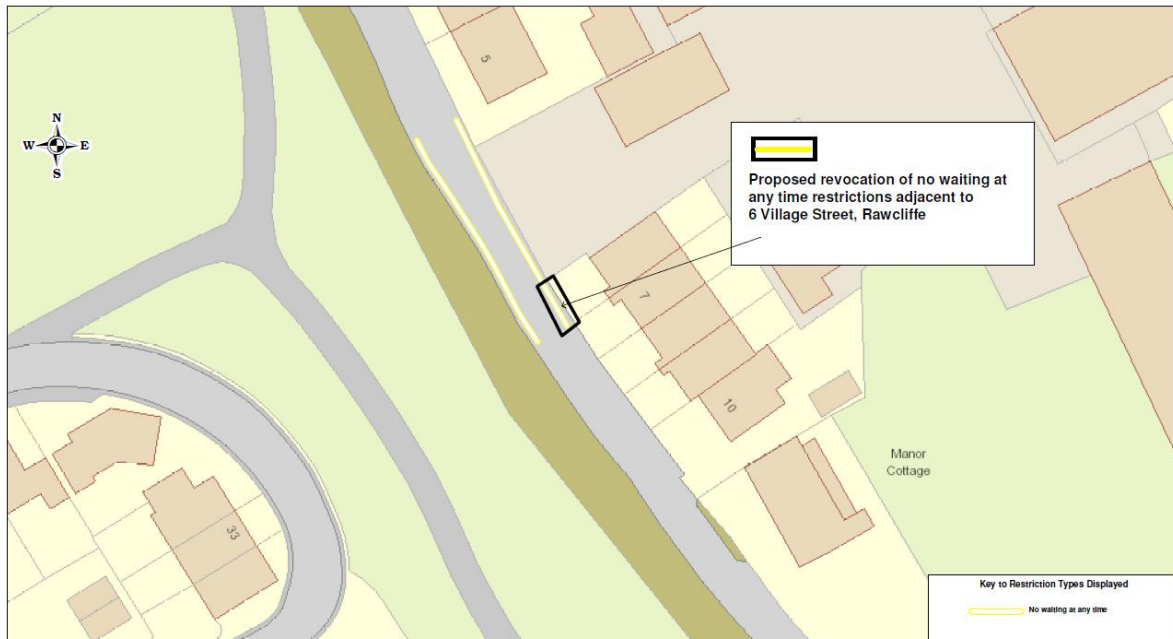 N
W E
S
5
Proposed revocation of no waiting at
any time restrictions adjacent to
6 Village Street, Rawcliffe
7
10
Manor
Cottage
33
Key to Restriction Types Displayed
No waiting at any time